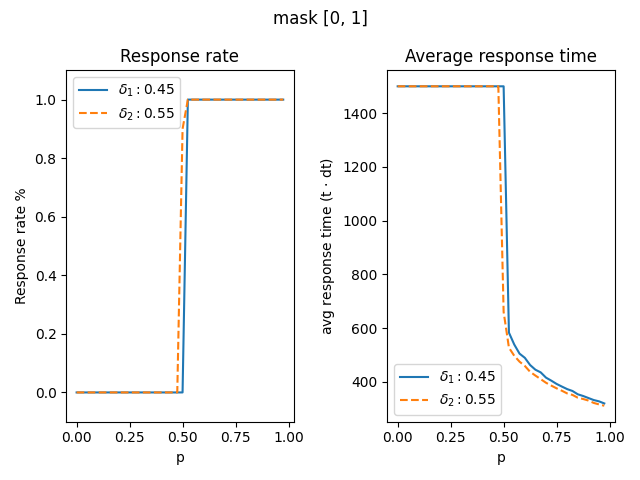 mask [0, 1]
Response rate
Response rate %
1.0
0.8
0.6
0.4
0.2
0.0
δ₁ : 0.45
δ₂ : 0.55
0.00 0.25 0.50 0.75 1.00
p
Average response time
avg response time (t · dt)
1400
1200
1000
800
600
400
δ₁ : 0.45
δ₂ : 0.55
0.00 0.25 0.50 0.75 1.00
p